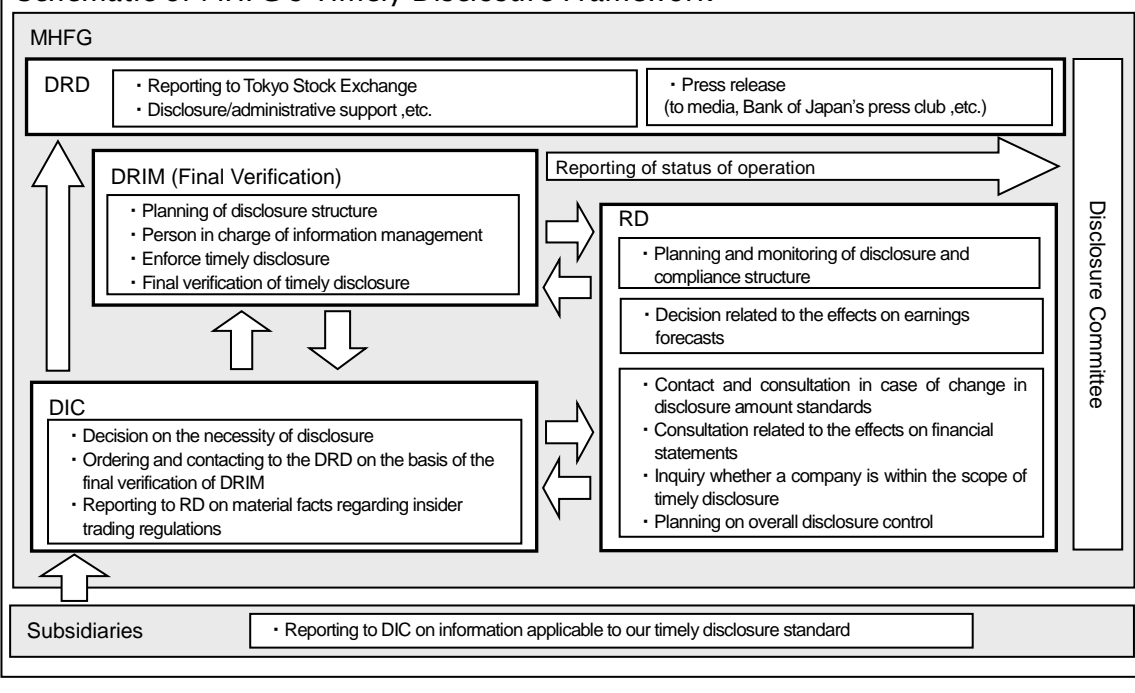 MHFG
DRD
・Reporting to Tokyo Stock Exchange
・Disclosure/administrative support ,etc.
・Press release
(to media, Bank of Japan's press club ,etc.)
DRIM (Final Verification)
・Planning of disclosure structure
・Person in charge of information management
・Enforce timely disclosure
・Final verification of timely disclosure
Reporting of status of operation
RD
・Planning and monitoring of disclosure and
compliance structure
・Decision related to the effects on earnings
forecasts
・Contact and consultation in case of change in
disclosure amount standards
・Consultation related to the effects on financial
statements
・Inquiry whether a company is within the scope of
timely disclosure
・Planning on overall disclosure control
Disclosure Committee
DIC
・Decision on the necessity of disclosure
・Ordering and contacting to the DRD on the basis of the
final verification of DRIM
・Reporting to RD on material facts regarding insider
trading regulations
Subsidiaries
・Reporting to DIC on information applicable to our timely disclosure standard